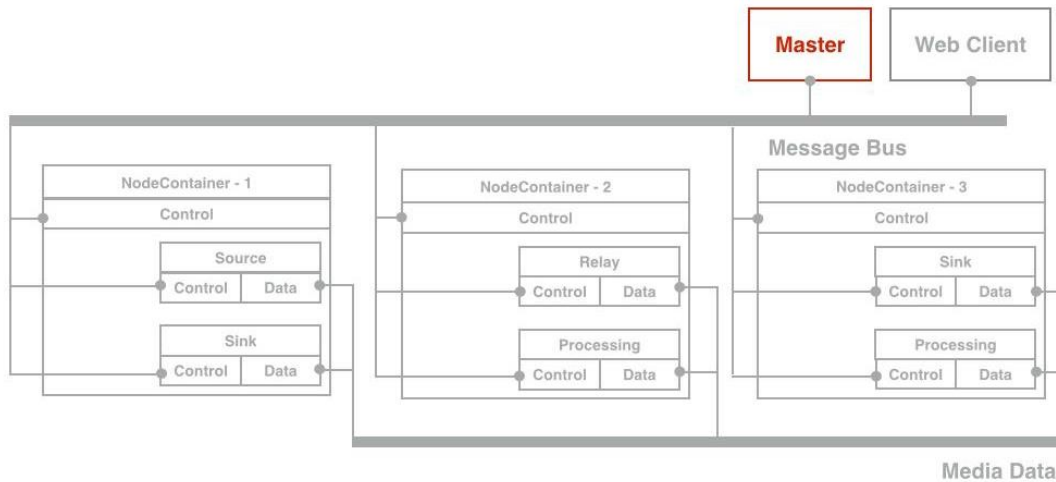 Master
Web Client
Message Bus
NodeContainer - 1
Control
Source
Control Data
Sink
Control Data
NodeContainer - 2
Control
Relay
Control Data
Processing
Control Data
NodeContainer - 3
Control
Sink
Control Data
Processing
Control Data
Media Data